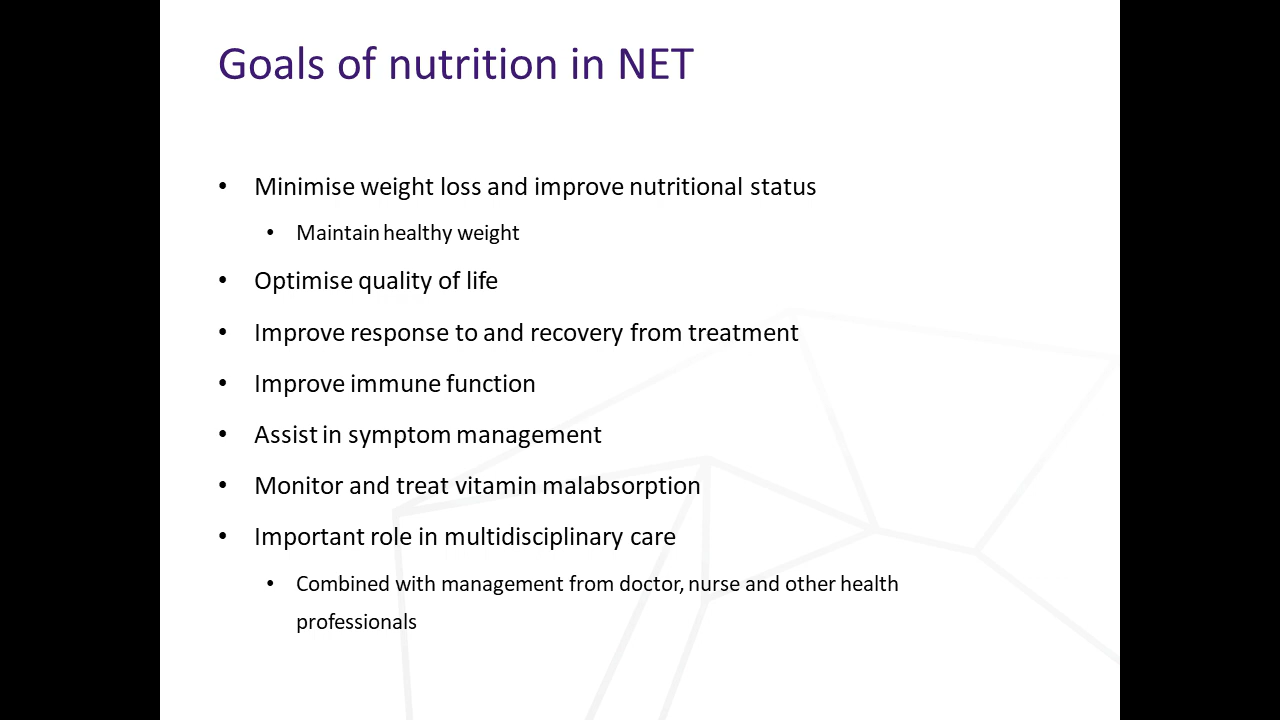 Goals of nutrition in NET
• Minimise weight loss and improve nutritional status
• Maintain healthy weight
• Optimise quality of life
• Improve response to and recovery from treatment
• Improve immune function
• Assist in symptom management
• Monitor and treat vitamin malabsorption
• Important role in multidisciplinary care
• Combined with management from doctor, nurse and other health
professionals